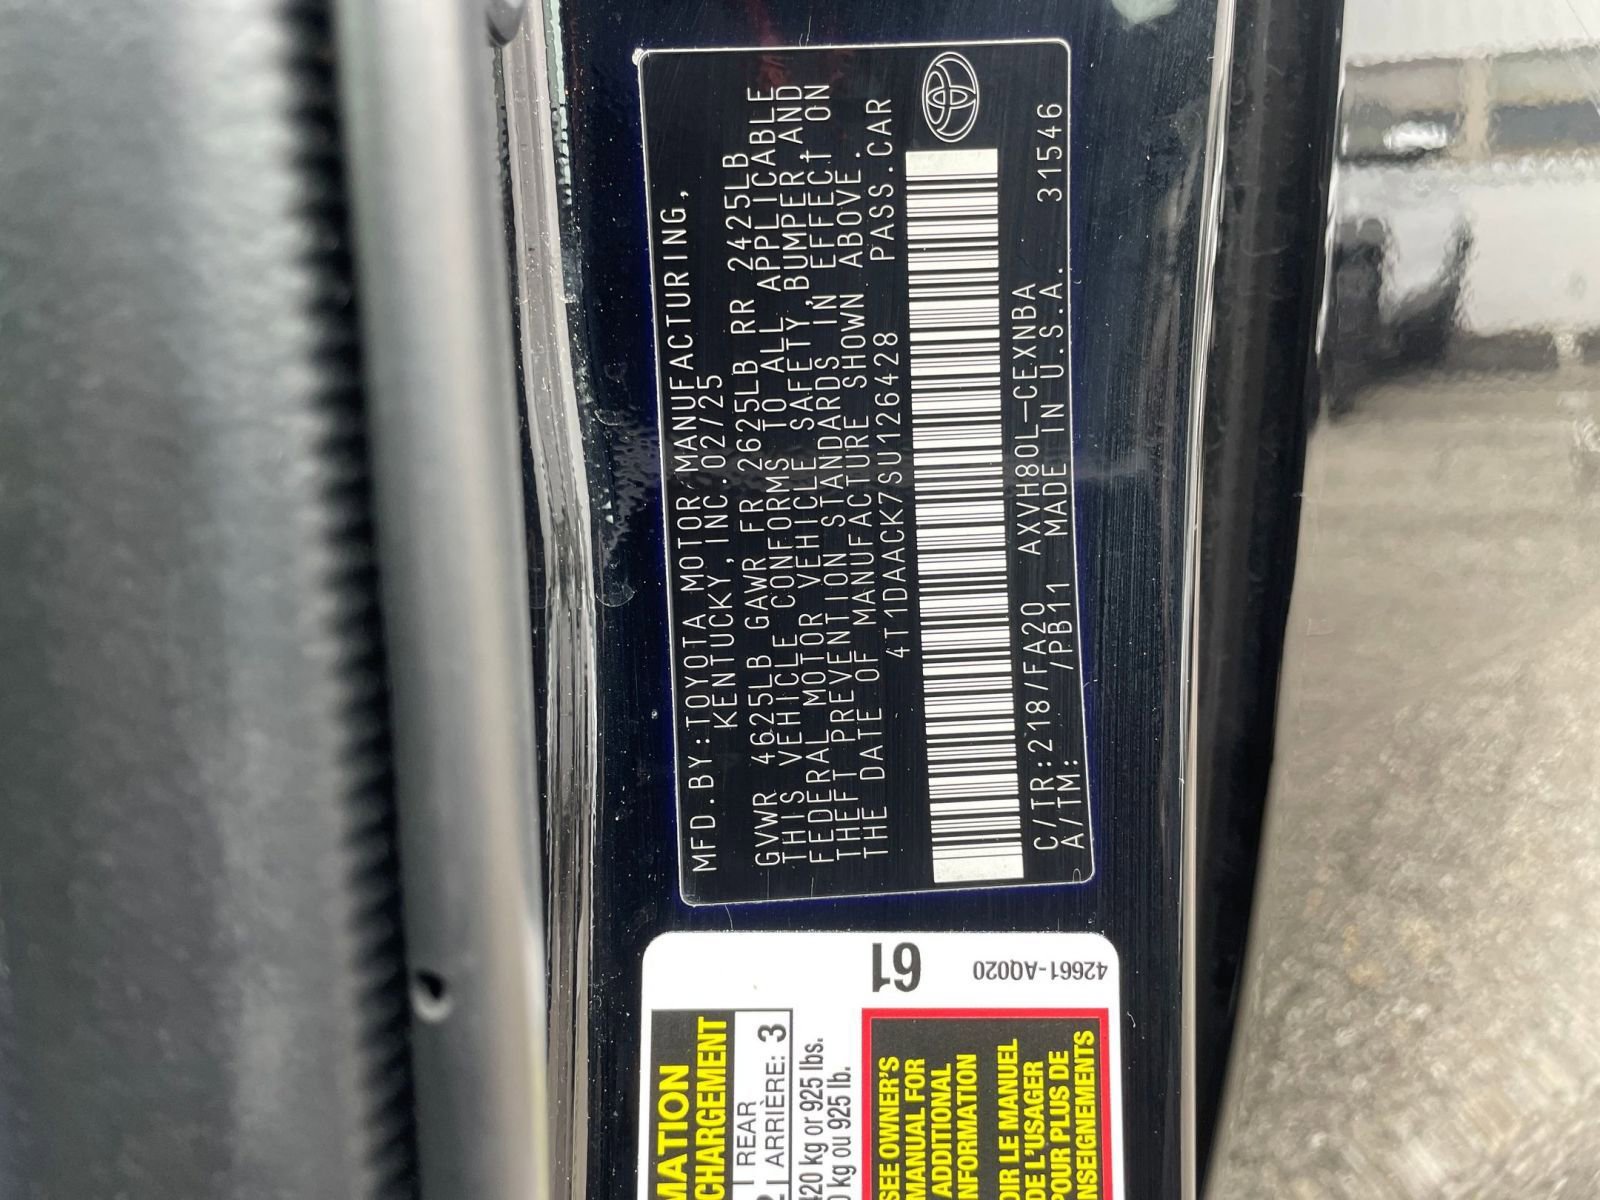 MFD.BY:TOYOTA MOTOR MANUFACTURING,
KENTUCKY, INC. 02/25
GVWR 4625LB GAWR FR 2625LB RR 2425LB
THIS VEHICLE CONFORMS TO ALL APPLICABLE
FEDERAL MOTOR VEHICLE SAFETY, BUMPER, AND
THEFT PREVENTION STANDARDS IN EFFECT ON
THE DATE OF MANUFACTURE SHOWN ABOVE.
4T1DAACK7SU126428 PASS.CAR
C/TR:218/FA20 AXVH80L-CEXNBA
A/TM: /PB11 MADE IN U.S.A. 31546
61
42661-AQ020
MATION
CHARGEMENT
REAR
ARRIÈRE: 3
420 kg or 925 lbs.
0 kg ou 925 lb.
SEE OWNER'S
MANUAL FOR
ADDITIONAL
NFORMATION
OIR LE MANUEL
DE L'USAGER
POUR PLUS DE
NSEIGNEMENTS